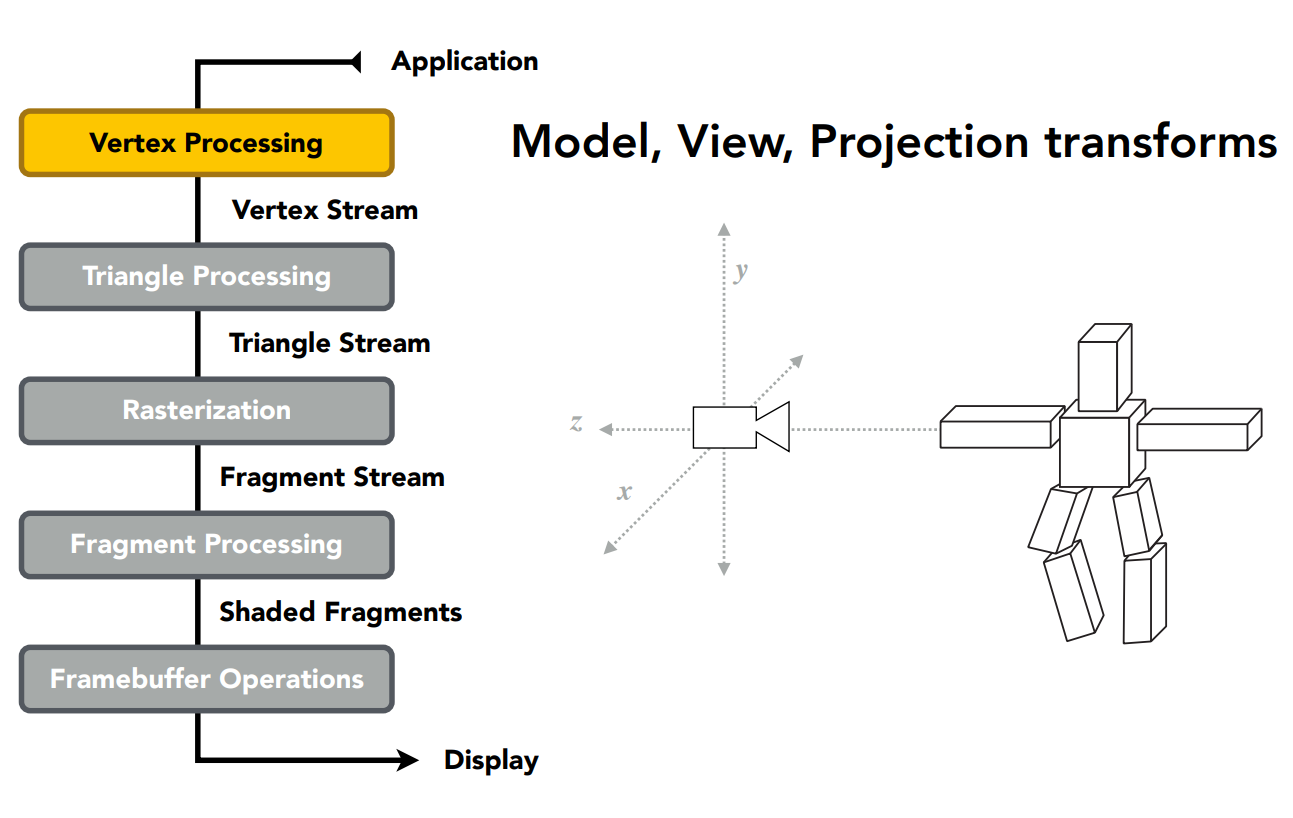 Application
Vertex Processing
Model, View, Projection transforms
Vertex Stream
Triangle Processing
Triangle Stream
Rasterization
Fragment Stream
Fragment Processing
Shaded Fragments
Framebuffer Operations
Display
y
z
x